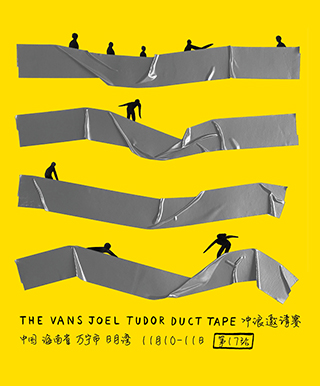 THE VANS JOEL TUDOR DUCT TAPE 冲浪邀请赛
中国 海南省 万宁市 日月湾 11月10-11日 第17站